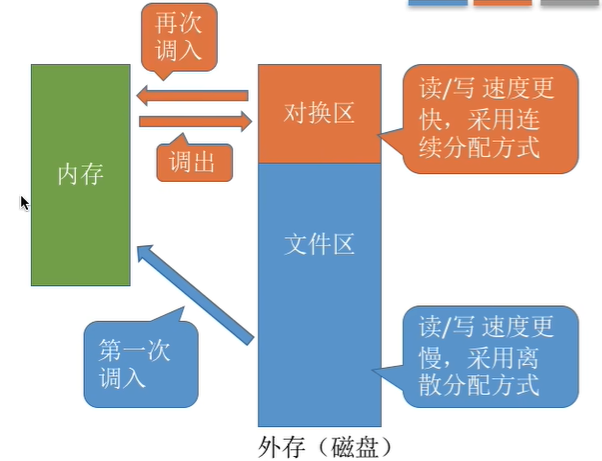 再次
调入
对换区
读/写 速度更
快，采用连
续分配方式
调出
内存
文件区
第一次
调入
读/写 速度更
慢，采用离
散分配方式
外存（磁盘）